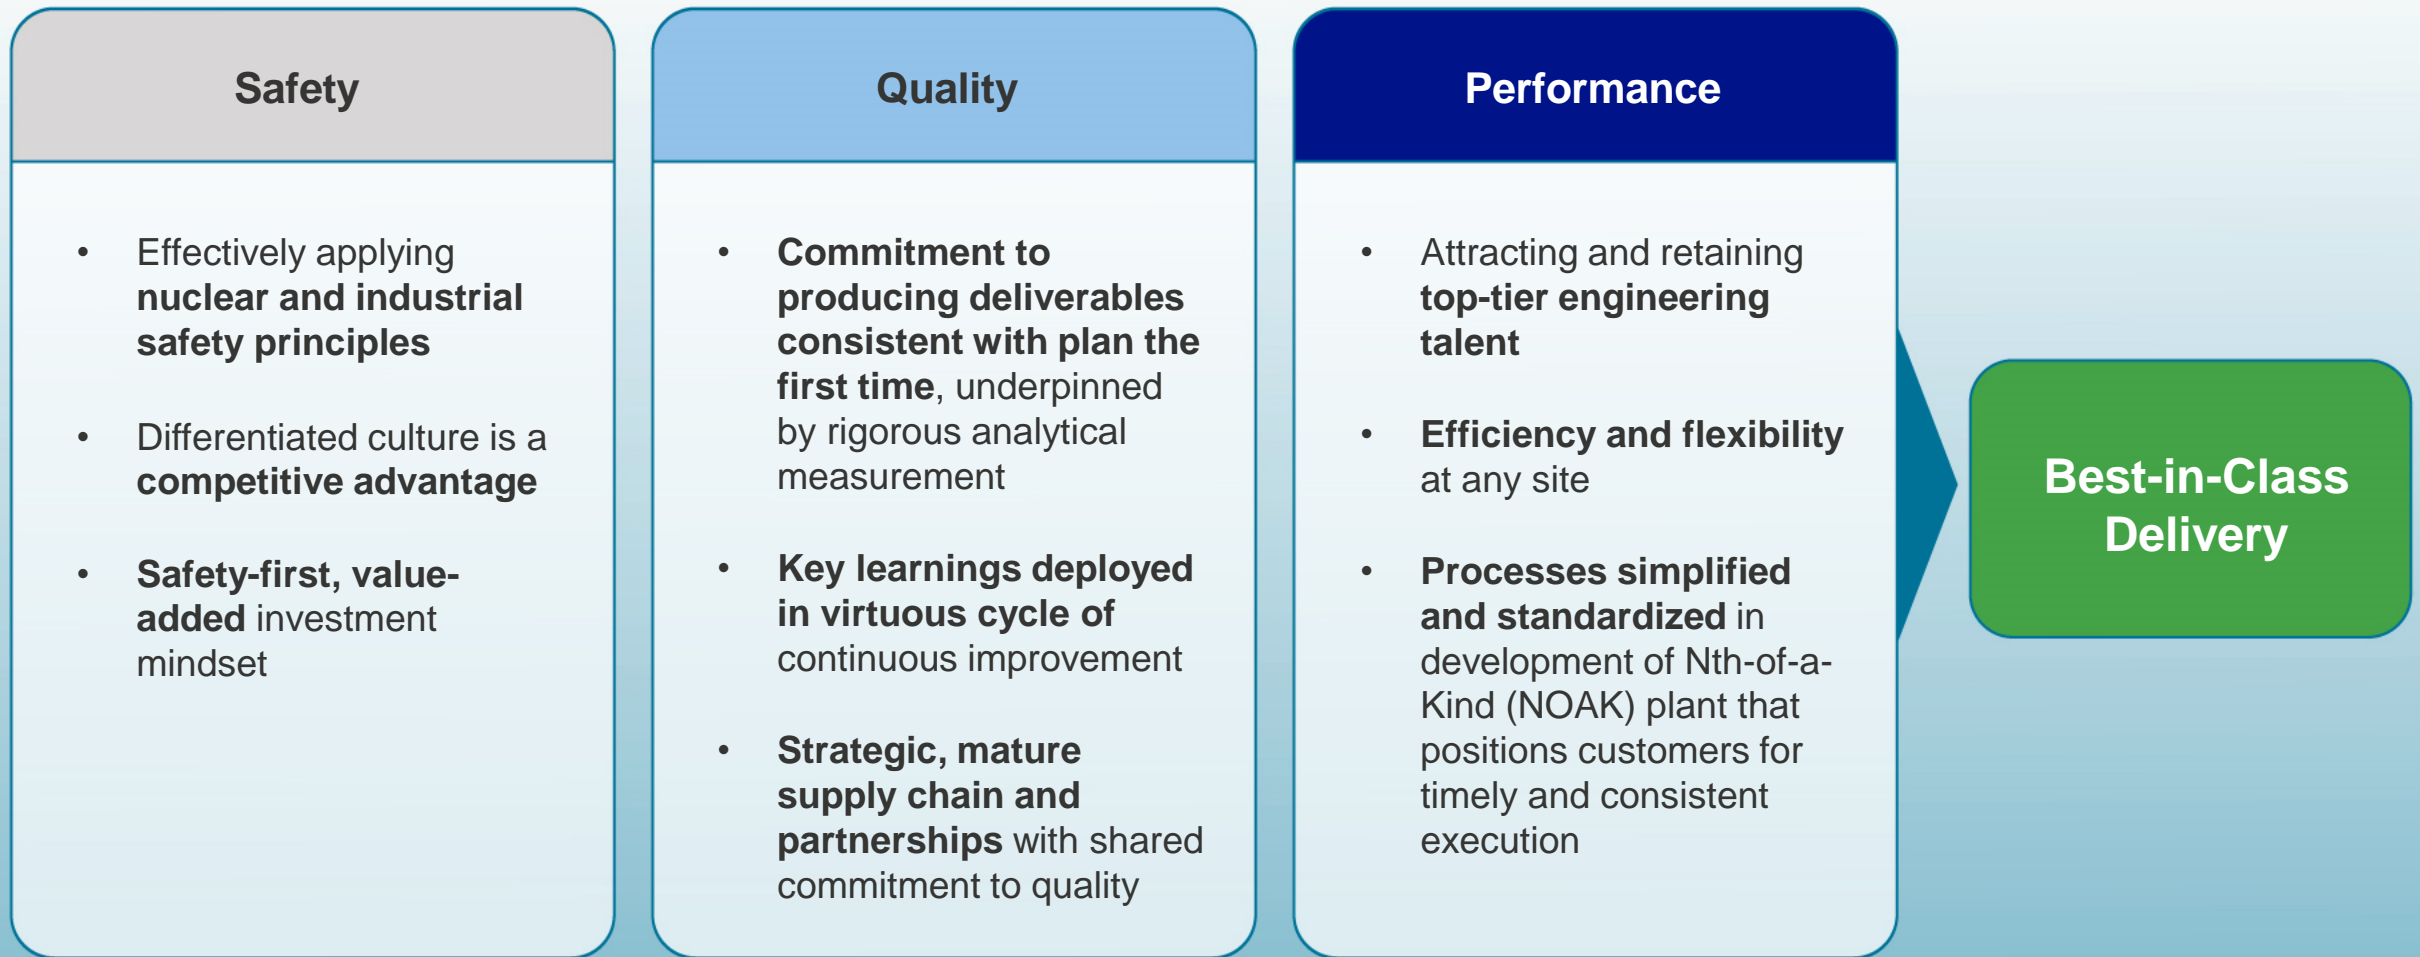 Safety
• Effectively applying
nuclear and industrial
safety principles
• Differentiated culture is a
competitive advantage
• Safety-first, value-
added investment
mindset
Quality
• Commitment to
producing deliverables
consistent with plan the
first time, underpinned
by rigorous analytical
measurement
• Key learnings deployed
in virtuous cycle of
continuous improvement
• Strategic, mature
supply chain and
partnerships with shared
commitment to quality
Performance
• Attracting and retaining
top-tier engineering
talent
• Efficiency and flexibility
at any site
• Processes simplified
and standardized in
development of Nth-of-a-
Kind (NOAK) plant that
positions customers for
timely and consistent
execution
Best-in-Class
Delivery